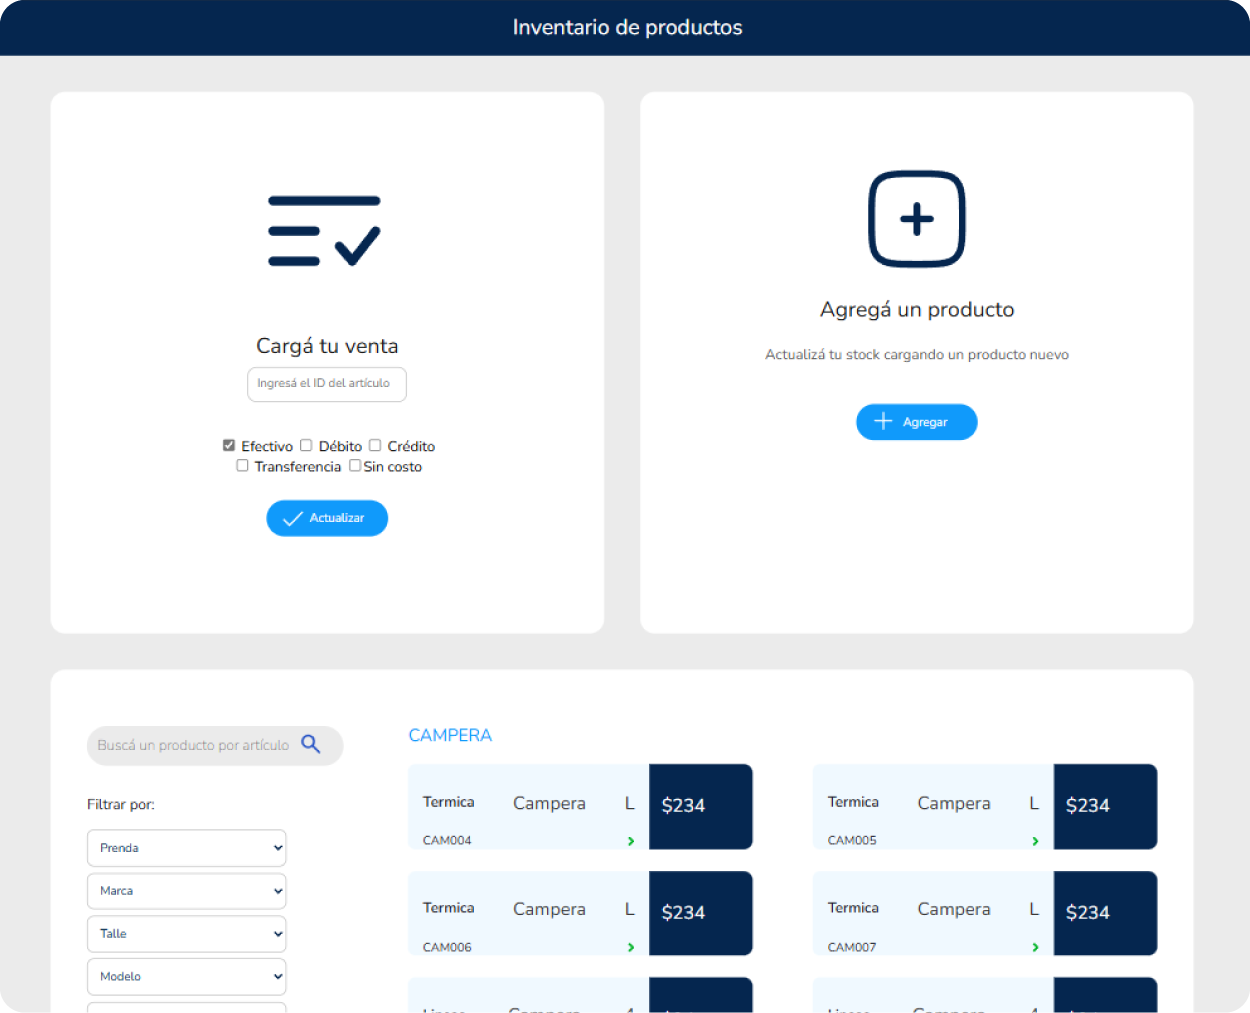 Inventario de productos
Cargá tu venta
Ingresá el ID del artículo
Efectivo Débito Crédito
Transferencia Sin costo
Actualizar
Agregá un producto
Actualizá tu stock cargando un producto nuevo
Agregar
Buscá un producto por artículo
Filtrar por:
Prenda
Marca
Talle
Modelo
CAMPERA
Termica Campera L $234
CAM004
Termica Campera L $234
CAM005
Termica Campera L $234
CAM006
Termica Campera L $234
CAM007
Campera
Campera